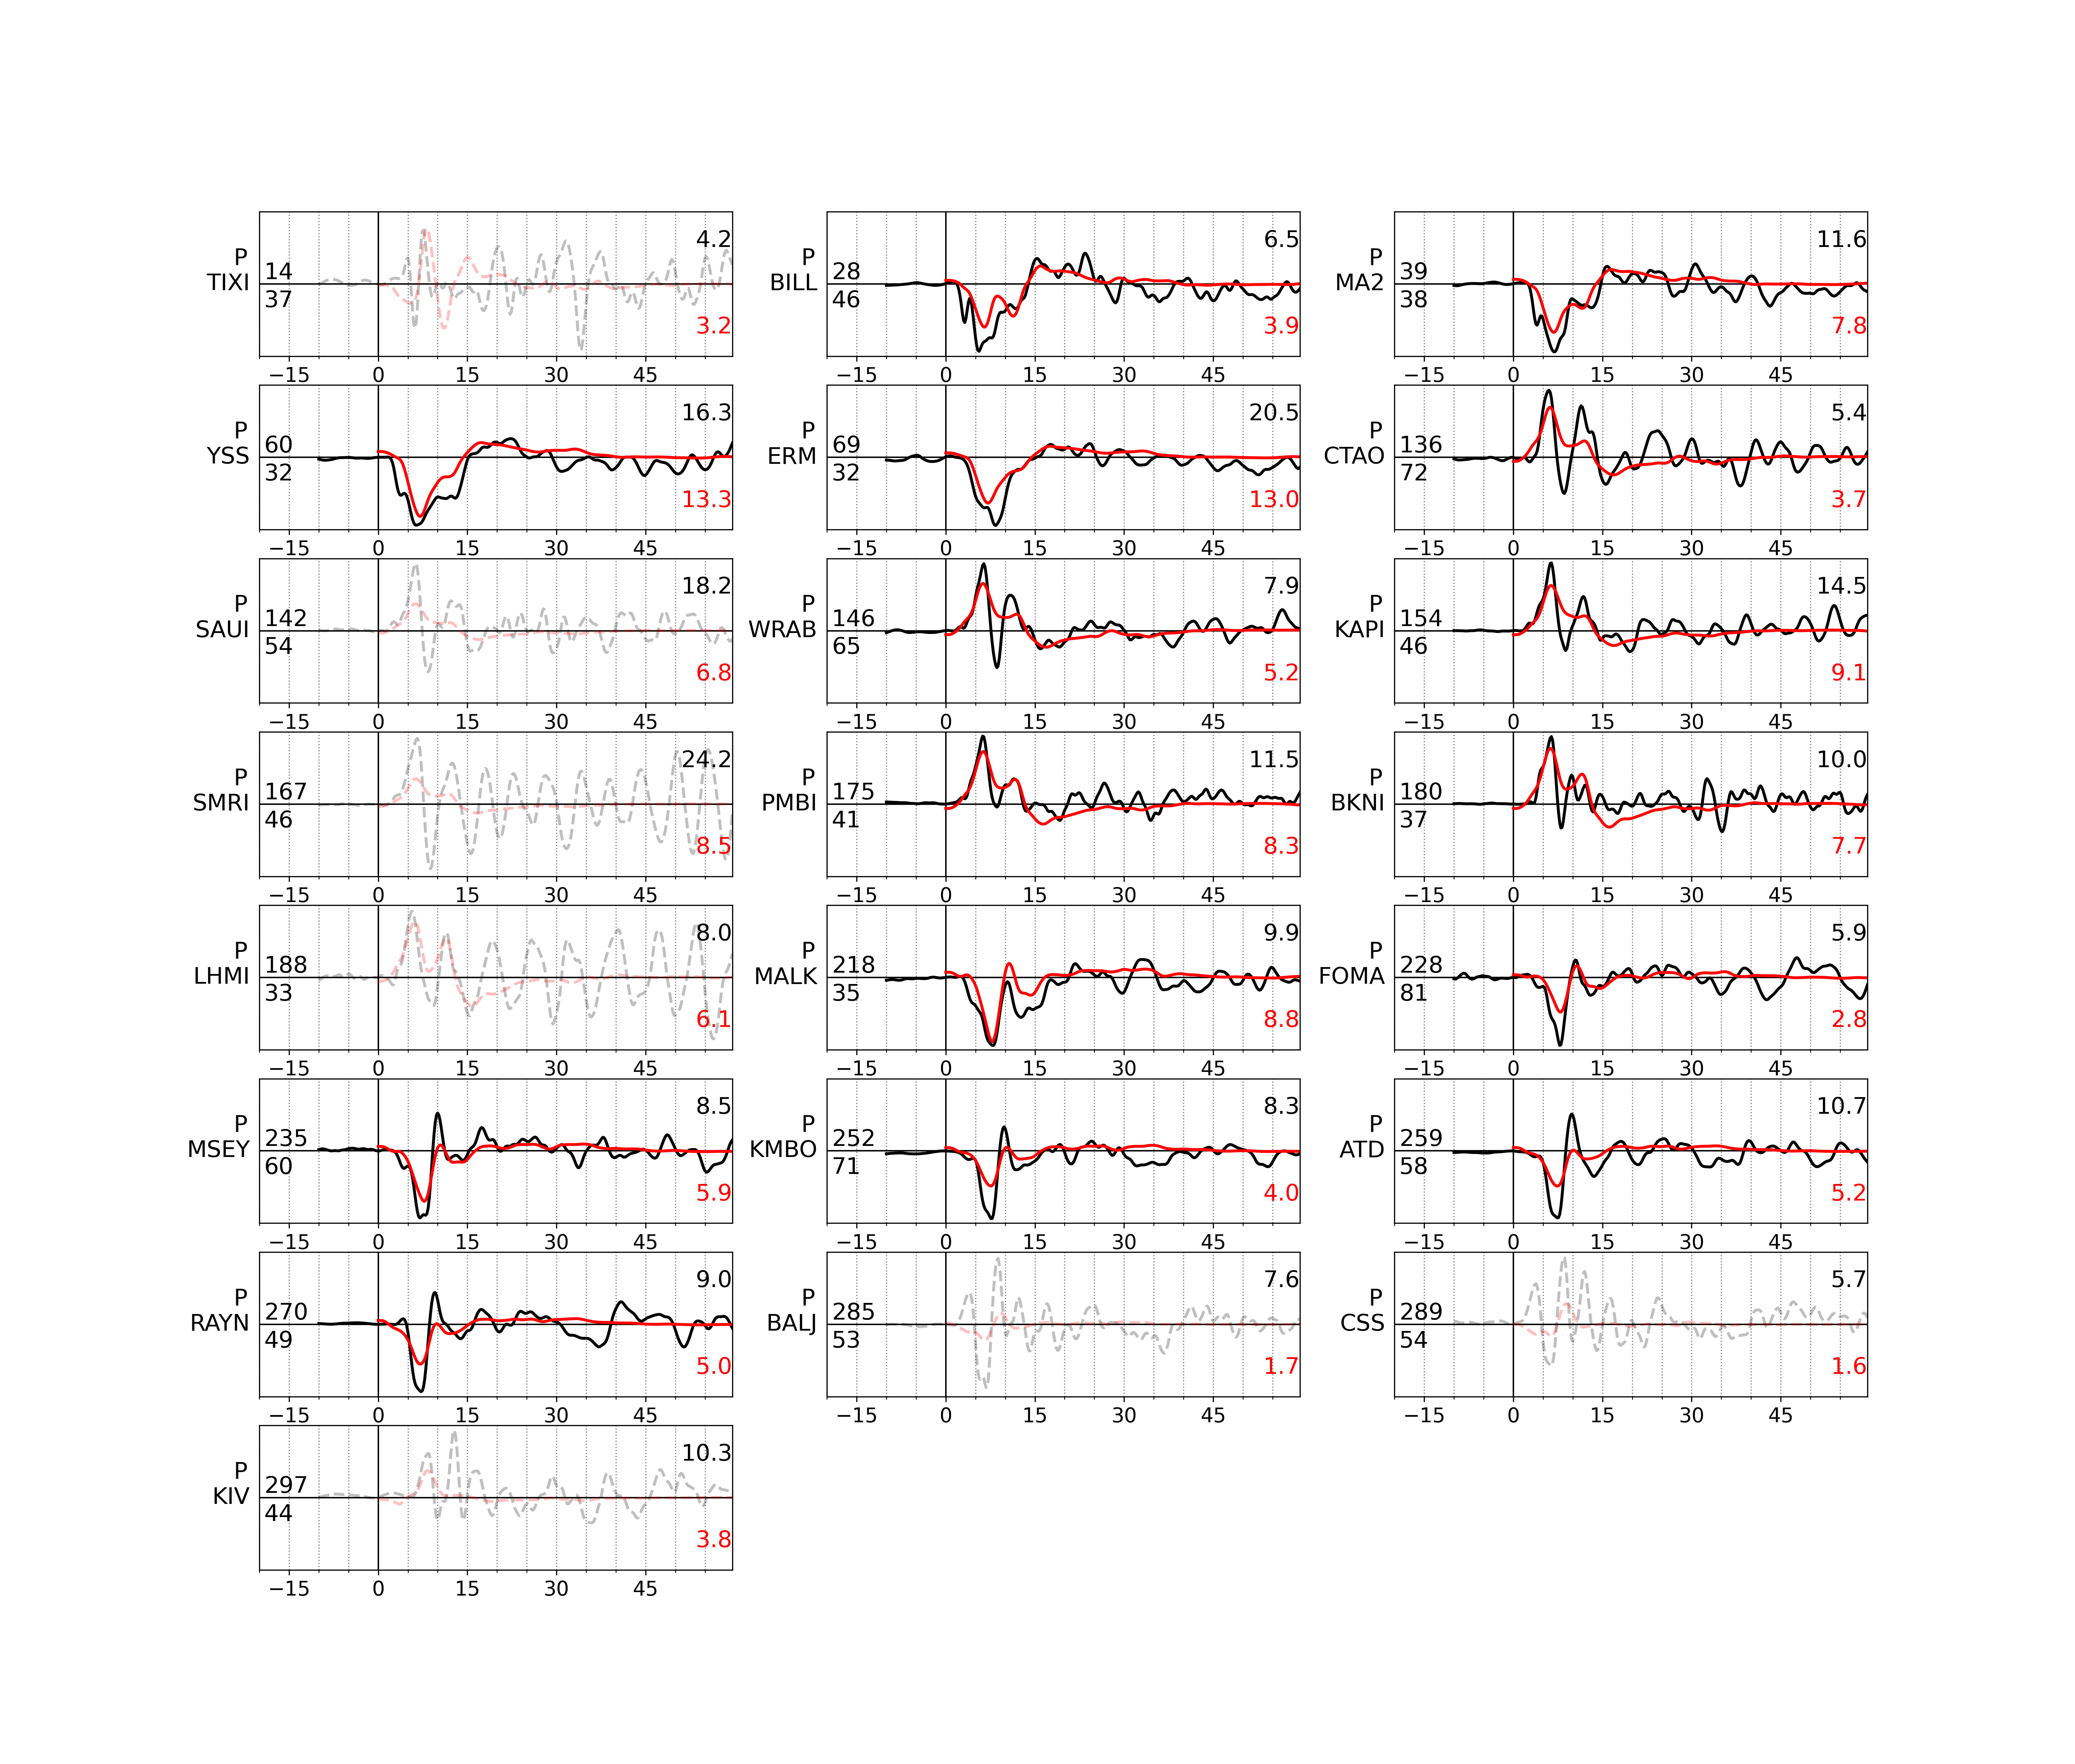 P
TIXI
14
37
4.2
3.2
−15 0 15 30 45
P
BILL
28
46
6.5
3.9
−15 0 15 30 45
P
MA2
39
38
11.6
7.8
−15 0 15 30 45
P
YSS
60
32
16.3
13.3
−15 0 15 30 45
P
ERM
69
32
20.5
13.0
−15 0 15 30 45
P
CTAO
136
72
5.4
3.7
−15 0 15 30 45
P
SAUI
142
54
18.2
6.8
−15 0 15 30 45
P
WRAB
146
65
7.9
5.2
−15 0 15 30 45
P
KAPI
154
46
14.5
9.1
−15 0 15 30 45
P
SMRI
167
46
24.2
8.5
−15 0 15 30 45
P
PMBI
175
41
11.5
8.3
−15 0 15 30 45
P
BKNI
180
37
10.0
7.7
−15 0 15 30 45
P
LHMI
188
33
8.0
6.1
−15 0 15 30 45
P
MALK
218
35
9.9
8.8
−15 0 15 30 45
P
FOMA
228
81
5.9
2.8
−15 0 15 30 45
P
MSEY
235
60
8.5
5.9
−15 0 15 30 45
P
KMBO
252
71
8.3
4.0
−15 0 15 30 45
P
ATD
259
58
10.7
5.2
−15 0 15 30 45
P
RAYN
270
49
9.0
5.0
−15 0 15 30 45
P
BALJ
285
53
7.6
1.7
−15 0 15 30 45
P
CSS
289
54
5.7
1.6
−15 0 15 30 45
P
KIV
297
44
10.3
3.8
−15 0 15 30 45